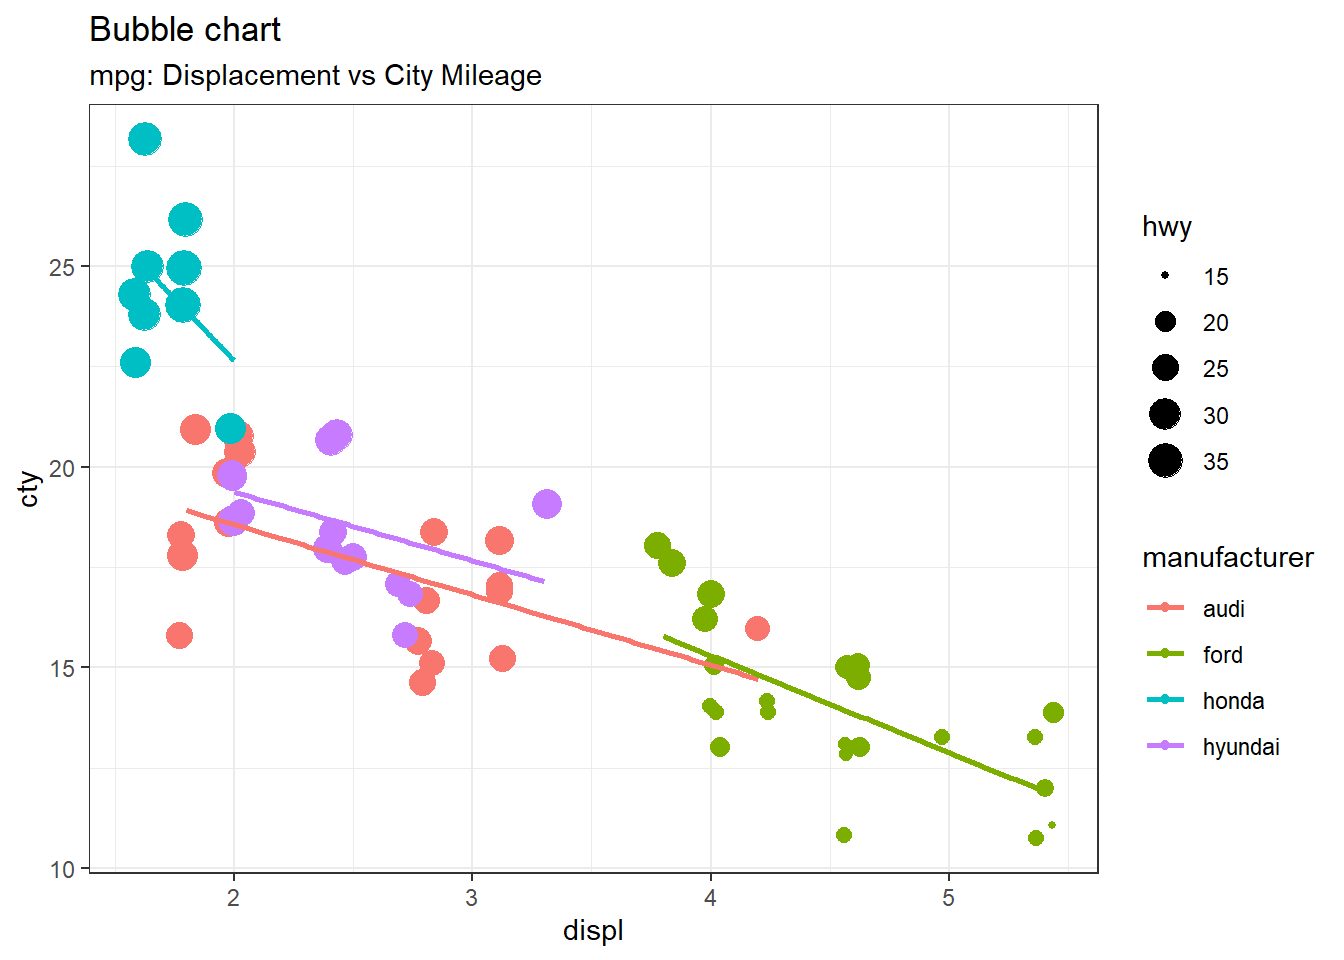 Bubble chart
mpg: Displacement vs City Mileage
25
20
15
10
cty
2 3 4 5
displ
hwy
15
20
25
30
35
manufacturer
audi
ford
honda
hyundai